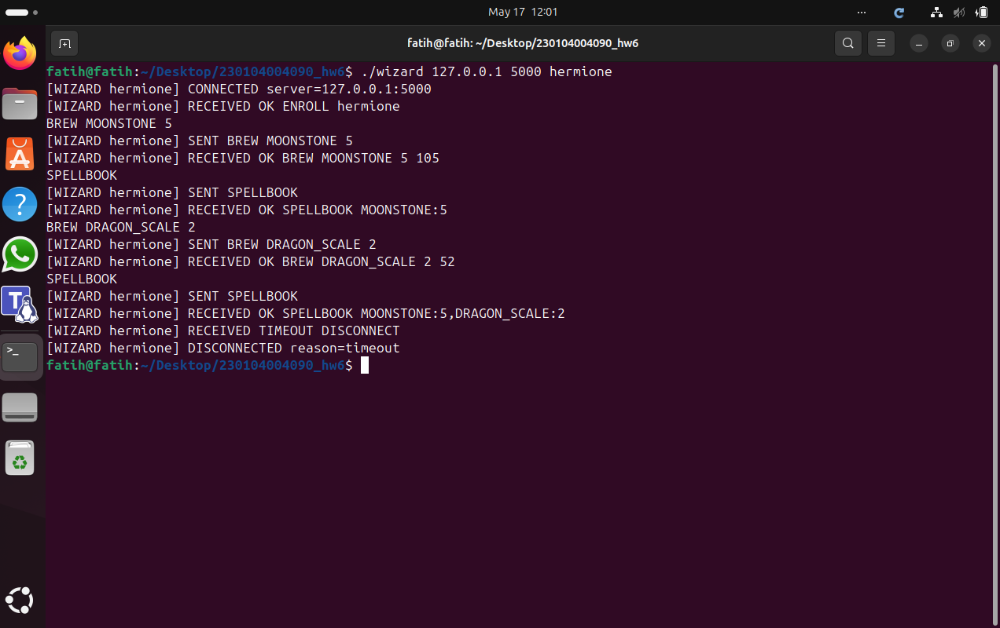 May 17 12:01
fatih@fatih: ~/Desktop/230104004090_hw6
fatih@fatih:~/Desktop/230104004090_hw6$ ./wizard 127.0.0.1 5000 hermione
[WIZARD hermione] CONNECTED server=127.0.0.1:5000
[WIZARD hermione] RECEIVED OK ENROLL hermione
BREW MOONSTONE 5
[WIZARD hermione] SENT BREW MOONSTONE 5
[WIZARD hermione] RECEIVED OK BREW MOONSTONE 5 105
SPELLBOOK
[WIZARD hermione] SENT SPELLBOOK
[WIZARD hermione] RECEIVED OK SPELLBOOK MOONSTONE:5
BREW DRAGON_SCALE 2
[WIZARD hermione] SENT BREW DRAGON_SCALE 2
[WIZARD hermione] RECEIVED OK BREW DRAGON_SCALE 2 52
SPELLBOOK
[WIZARD hermione] SENT SPELLBOOK
[WIZARD hermione] RECEIVED OK SPELLBOOK MOONSTONE:5,DRAGON_SCALE:2
[WIZARD hermione] RECEIVED TIMEOUT DISCONNECT
[WIZARD hermione] DISCONNECTED reason=timeout
fatih@fatih:~/Desktop/230104004090_hw6$